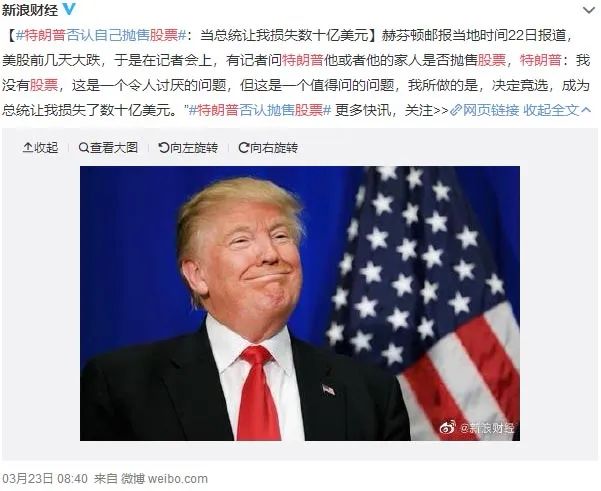 新浪财经
【#特朗普否认自己抛售股票#：当总统让我损失数十亿美元】赫芬顿邮报当地时间22日报道，
美股前几天大跌，于是在记者会上，有记者问特朗普他或者他的家人是否抛售股票，特朗普：我
没有股票，这是一个令人讨厌的问题，但这是一个值得问的问题，我所做的是，决定竞选，成为
总统让我损失了数十亿美元。"#特朗普否认抛售股票# 更多快讯，关注>>网页链接 收起全文
收起 查看大图 向左旋转 向右旋转
@新浪财经
03月23日 08:40 来自 微博 weibo.com